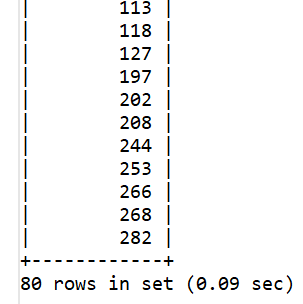 |        113 |
|        118 |
|        127 |
|        197 |
|        202 |
|        208 |
|        244 |
|        253 |
|        266 |
|        268 |
|        282 |
+------------+
80 rows in set (0.09 sec)